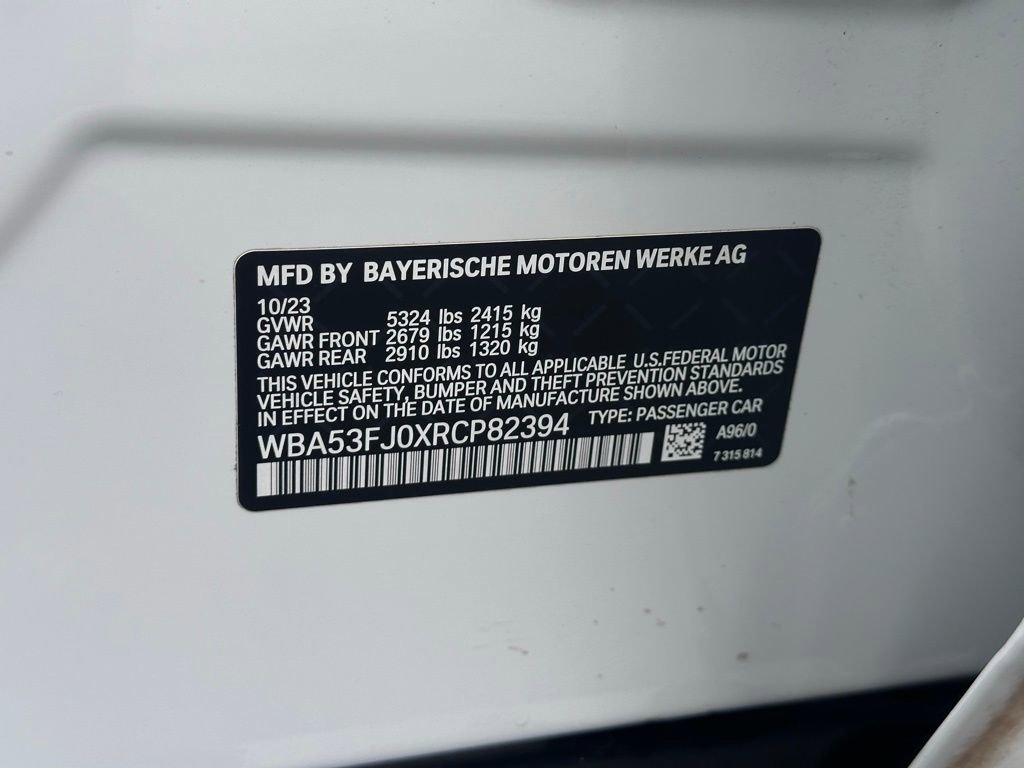 MFD BY BAYERISCHE MOTOREN WERKE AG
10/23
GVWR 5324 lbs 2415 kg
GAWR FRONT 2679 lbs 1215 kg
GAWR REAR 2910 lbs 1320 kg
THIS VEHICLE CONFORMS TO ALL APPLICABLE U.S.FEDERAL MOTOR
VEHICLE SAFETY, BUMPER AND THEFT PREVENTION STANDARDS
IN EFFECT ON THE DATE OF MANUFACTURE SHOWN ABOVE.
WBA53FJ0XRCP82394 TYPE: PASSENGER CAR
A96/0
7 315 814